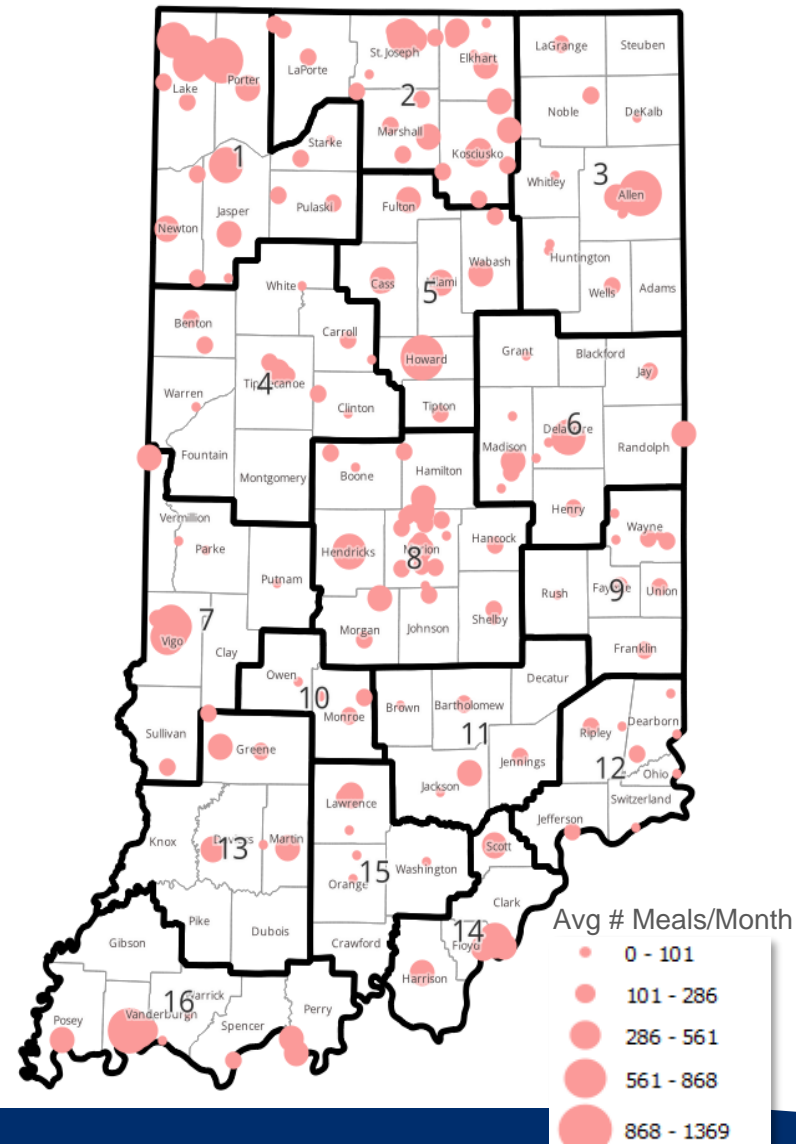 LaGrange
Steuben
St. Joseph
Elkhart
LaPorte
Lake
Porter
2
Noble
DeKalb
Marshall
Starke
Kosciusko
1
3
Whitley
Allen
Pulaski
Fulton
Jasper
Newton
Huntington
Wabash
Cass
5
White
Wells
Adams
Benton
Carroll
Grant
Blackford
Howard
Jay
4
Warren
Clinton
Tipton
6
Madison
Randolph
Fountain
Boone
Hamilton
Montgomery
Henry
Vermillion
Wayne
Hendricks
8
Hancock
Parke
Putnam
Rush
9
Union
7
Vigo
Morgan
Johnson
Shelby
Clay
Franklin
Owen
Decatur
10
Monroe
Brown
Bartholomew
Sullivan
11
Ripley
Dearborn
Greene
Jennings
12
Ohio
Jackson
Switzerland
Lawrence
Jefferson
Knox
13
Martin
Scott
15
Washington
Orange
Clark
Pike
14
Dubois
Floyd
Gibson
Crawford
Harrison
16
Perry
Posey
Vanderburgh
Spencer
Avg # Meals/Month
0 - 101
101 - 286
286 - 561
561 - 868
868 - 1369